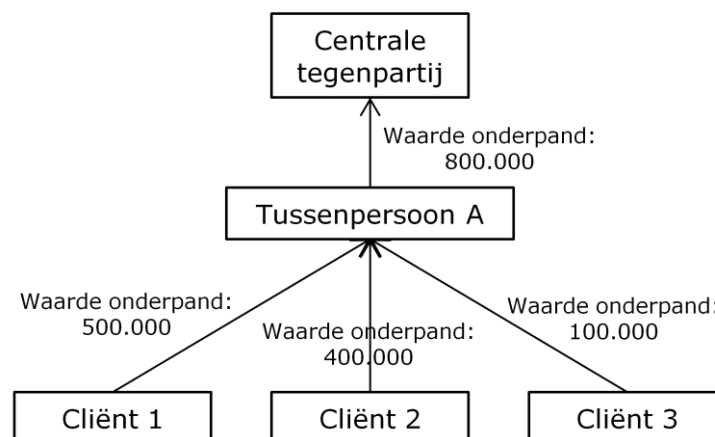 Centrale
tegenpartij
Waarde onderpand:
800.000
Tussenpersoon A
Waarde onderpand:
500.000
Waarde onderpand:
400.000
Waarde onderpand:
100.000
Cliënt 1
Cliënt 2
Cliënt 3